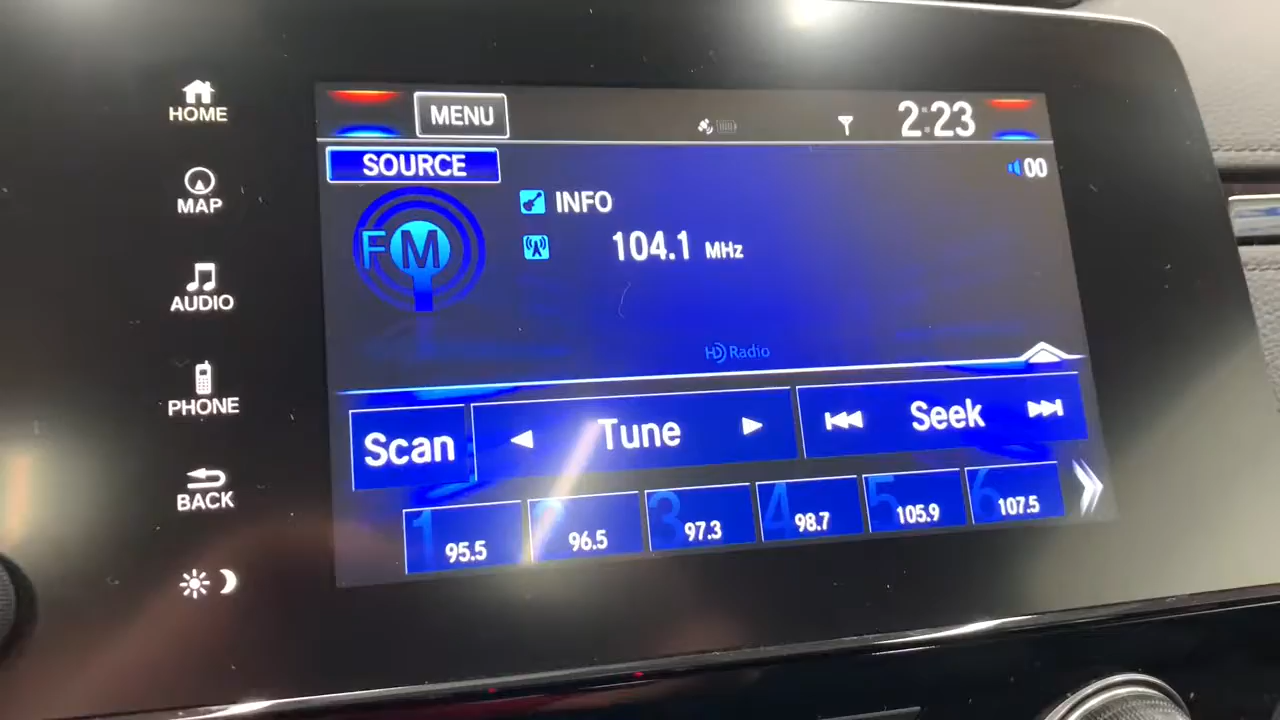 HOME
MAP
AUDIO
PHONE
BACK
MENU
2:23
SOURCE
00
FM
INFO
104.1 MHz
HD Radio
Scan
Tune
Seek
1 95.5
2 96.5
3 97.3
4 98.7
5 105.9
6 107.5